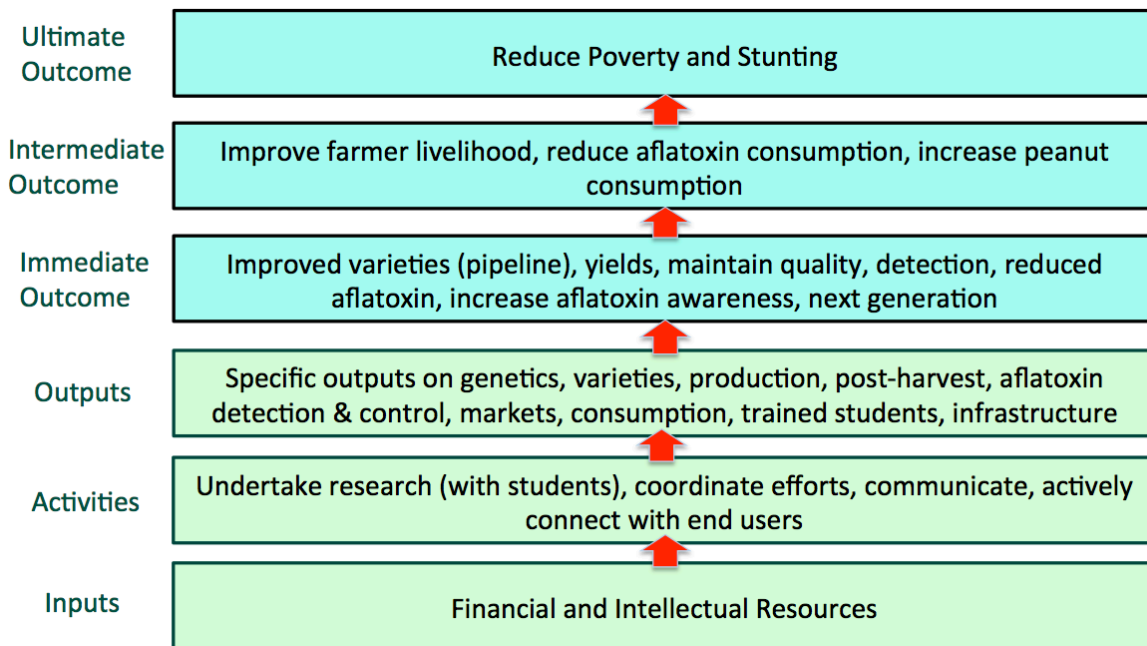 Ultimate
Outcome
Reduce Poverty and Stunting
Intermediate
Outcome
Improve farmer livelihood, reduce aflatoxin consumption, increase peanut
consumption
Immediate
Outcome
Improved varieties (pipeline), yields, maintain quality, detection, reduced
aflatoxin, increase aflatoxin awareness, next generation
Outputs
Specific outputs on genetics, varieties, production, post-harvest, aflatoxin
detection & control, markets, consumption, trained students, infrastructure
Activities
Undertake research (with students), coordinate efforts, communicate, actively
connect with end users
Inputs
Financial and Intellectual Resources